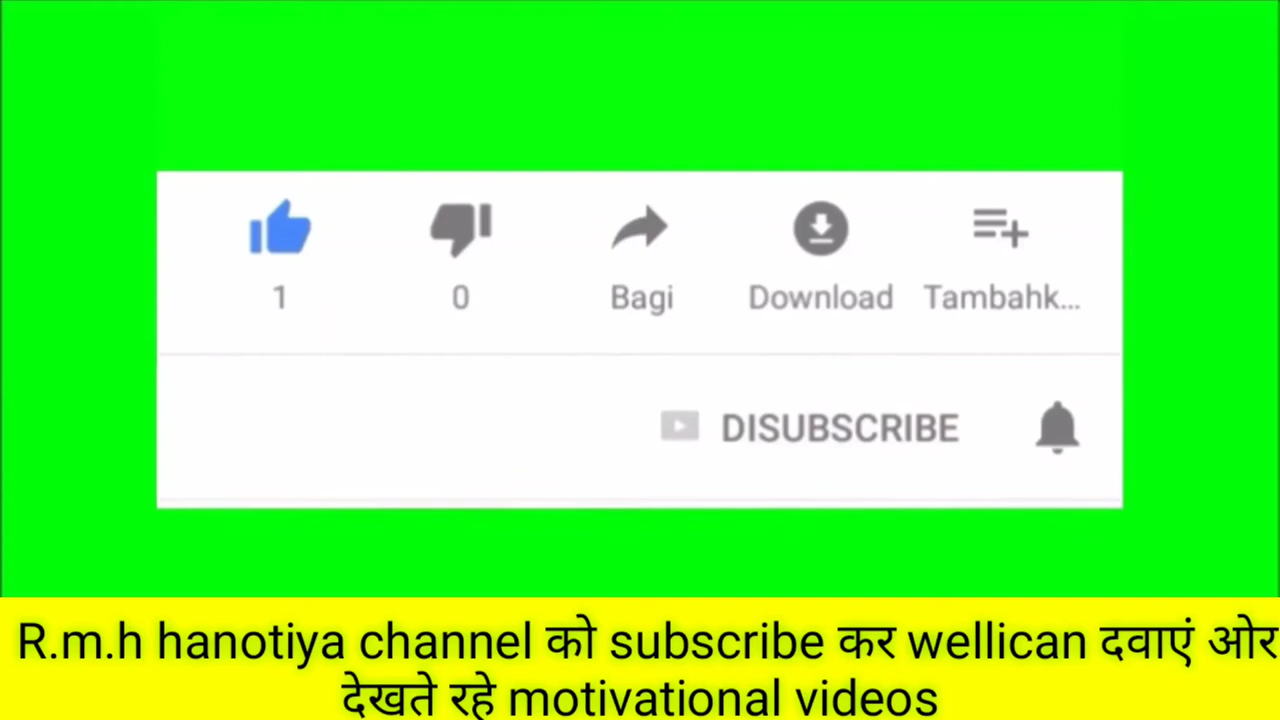 1 0 Bagi Download Tambahk...
DISUBSCRIBE
R.m.h hanotiya channel को subscribe कर wellican दवाएं ओर
देखते रहे motivational videos